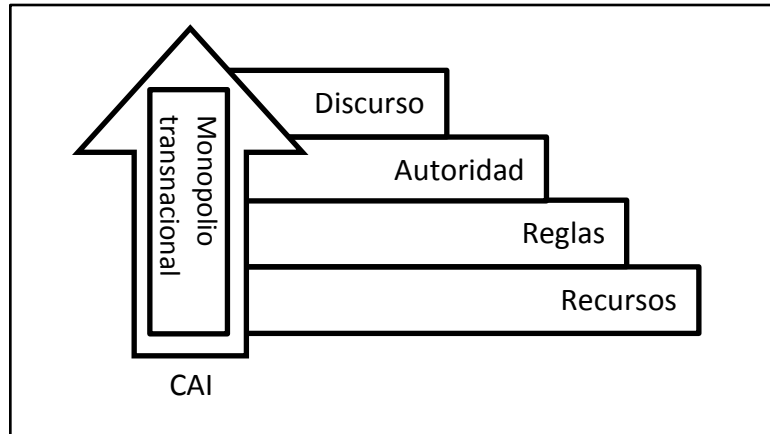 Discurso
Autoridad
Reglas
Recursos
Monopolio
transnacional
CAI